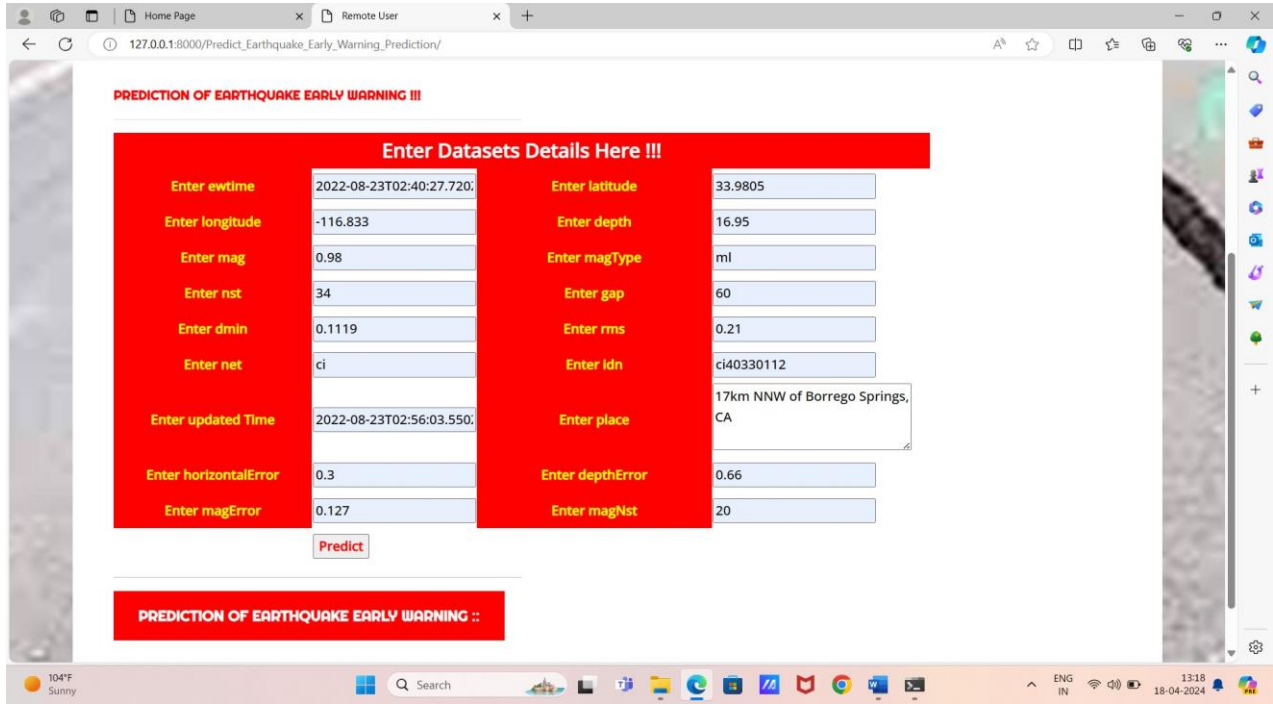 Home Page
Remote User
127.0.0.1:8000/Predict_Earthquake_Early_Warning_Prediction/
PREDICTION OF EARTHQUAKE EARLY WARNING !!!
Enter Datasets Details Here !!!
Enter ewtime 2022-08-23T02:40:27.720 Enter latitude 33.9805
Enter longitude -116.833 Enter depth 16.95
Enter mag 0.98 Enter magType ml
Enter nst 34 Enter gap 60
Enter dmin 0.1119 Enter rms 0.21
Enter net ci Enter idn ci40330112
Enter updated Time 2022-08-23T02:56:03.550 Enter place 17km NNW of Borrego Springs,
CA
Enter horizontalError 0.3 Enter depthError 0.66
Enter magError 0.127 Enter magNst 20
Predict
PREDICTION OF EARTHQUAKE EARLY WARNING ::
104°F
Sunny
Search
ENG
IN
13:18
18-04-2024